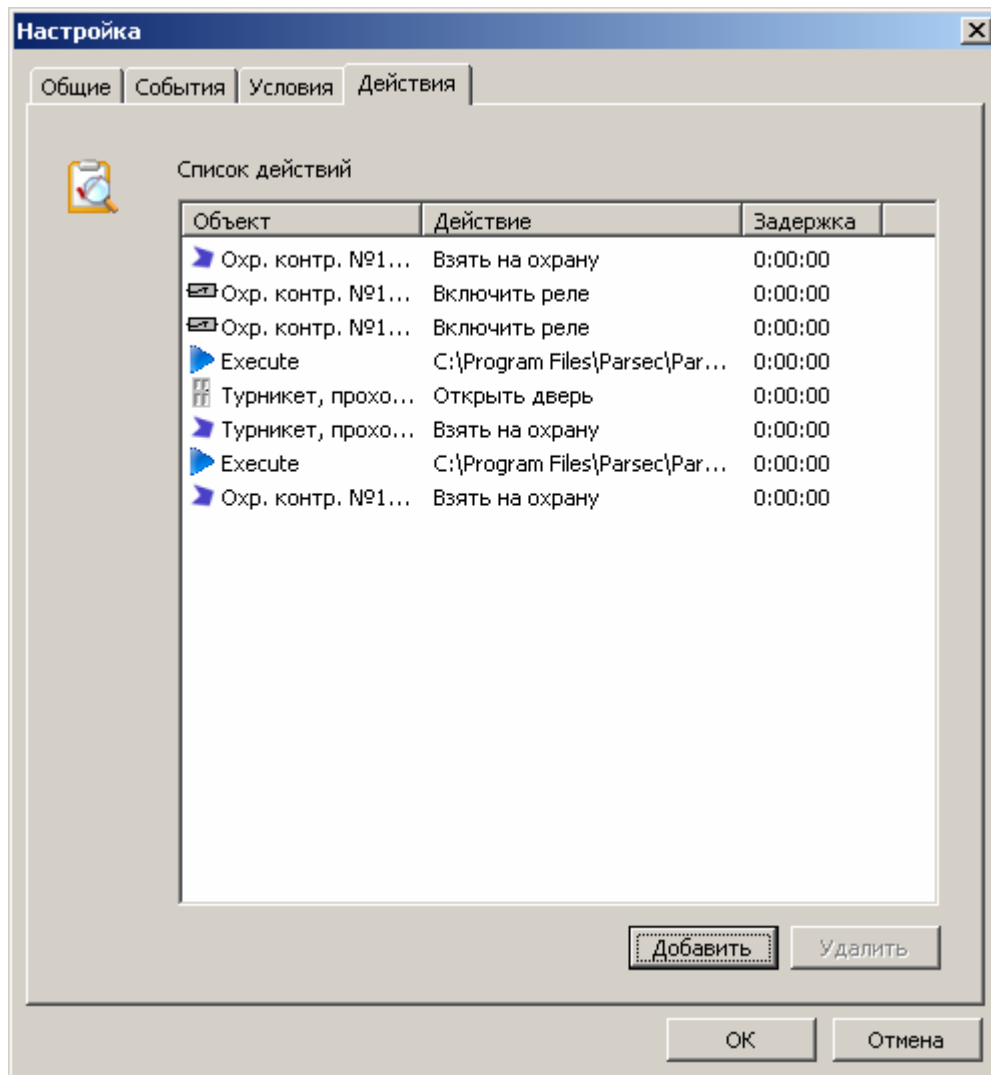 Настройка
Общие События Условия Действия
Список действий
Объект Действие Задержка
Охр. контр. №1... Взять на охрану 0:00:00
Охр. контр. №1... Включить реле 0:00:00
Охр. контр. №1... Включить реле 0:00:00
Execute C:\Program Files\Parsec\Par... 0:00:00
Турникет, прохо... Открыть дверь 0:00:00
Турникет, прохо... Взять на охрану 0:00:00
Execute C:\Program Files\Parsec\Par... 0:00:00
Охр. контр. №1... Взять на охрану 0:00:00
Добавить Удалить
ОК Отмена